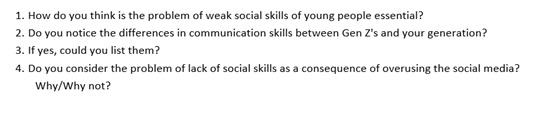 1. How do you think is the problem of weak social skills of young people essential?
2. Do you notice the differences in communication skills between Gen Z's and your generation?
3. If yes, could you list them?
4. Do you consider the problem of lack of social skills as a consequence of overusing the social media?
Why/Why not?